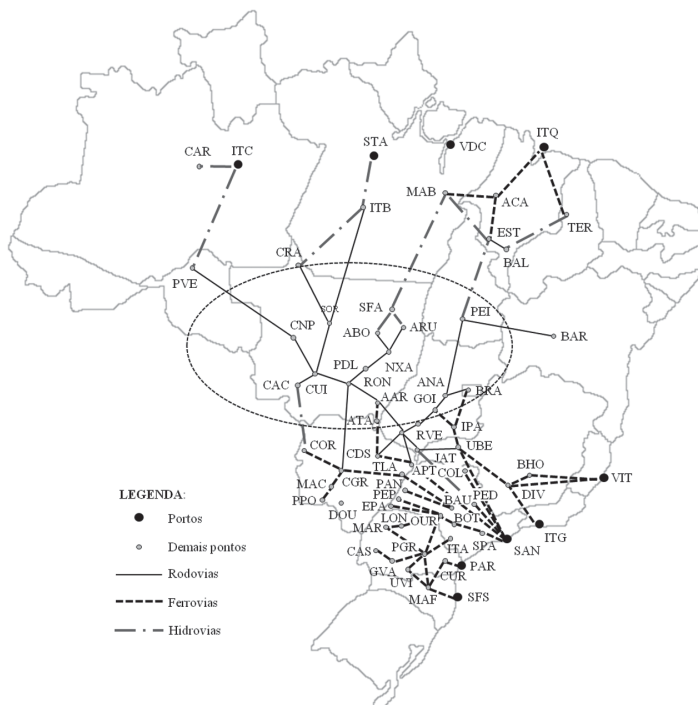 CAR ITC
STA
VDC
ITQ
MAB
ACA
ITB
TER
EST
BAL
CRA
PVE
SOR
SFA
PEI
CNP
ABO
ARU
BAR
PDL
NXA
CAC
CUI
RON
ANA
BRA
AAR
GOI
ATA
IPA
COR
RVE
UBE
CDS
JAT
BHO
TLA
APT
COL
VIT
MAC
CGR
PAN
DIV
PPO
PEP
PED
BAU
DOU
EPA
BOT
ITG
LON
OUR
SPA
SAN
MAR
CAS
PGR
ITA
GVA
CUR
PAR
UVI
MAF
SFS
LEGENDA:
Portos
Demais pontos
Rodovias
Ferrovias
Hidrovias